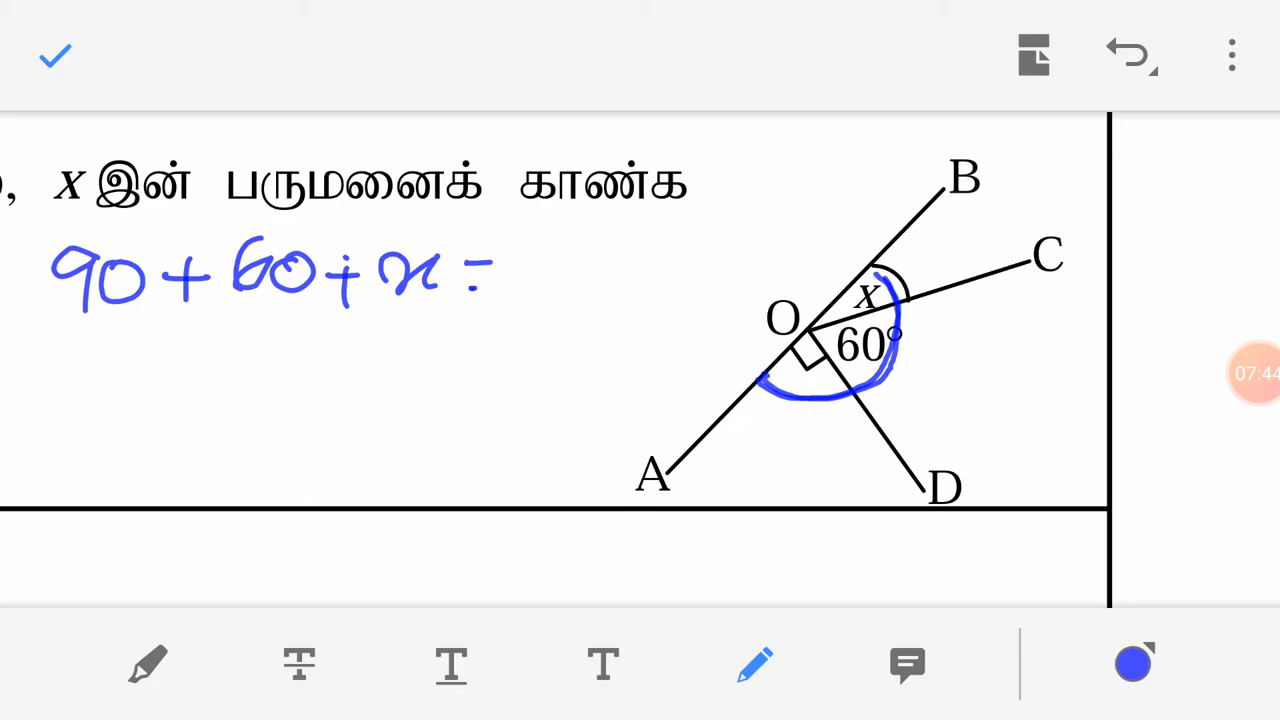 , x இன் பருமனைக் காண்க
90 + 60 + x =
B
C
x
O
60°
07:44
A
D